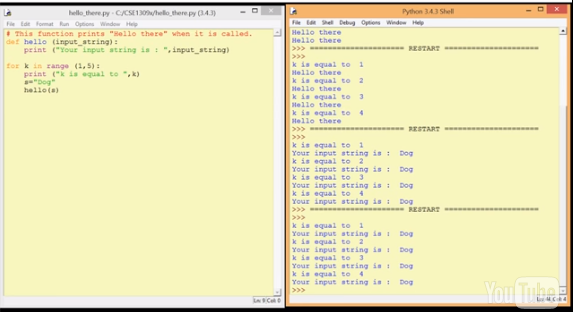 hello_there.py - C:/CSE1309x/hello_there.py (3.4.3)
File Edit Format Run Options Window Help
# This function prints "Hello there" when it is called.
def hello (input_string):
    print ("Your input string is : ",input_string)
for k in range (1,5):
    print ("k is equal to ",k)
    s="Dog"
    hello(s)
Ln: 9 Col: 0
Python 3.4.3 Shell
File Edit Shell Debug Options Window Help
Hello there
Hello there
>>> ====================== RESTART ======================
>>>
k is equal to  1
Hello there
k is equal to  2
Hello there
k is equal to  3
Hello there
k is equal to  4
Hello there
>>> ====================== RESTART ======================
>>>
k is equal to  1
Your input string is :  Dog
k is equal to  2
Your input string is :  Dog
k is equal to  3
Your input string is :  Dog
k is equal to  4
Your input string is :  Dog
>>> ====================== RESTART ======================
>>>
k is equal to  1
Your input string is :  Dog
k is equal to  2
Your input string is :  Dog
k is equal to  3
Your input string is :  Dog
k is equal to  4
Your input string is :  Dog
>>>
YouTube